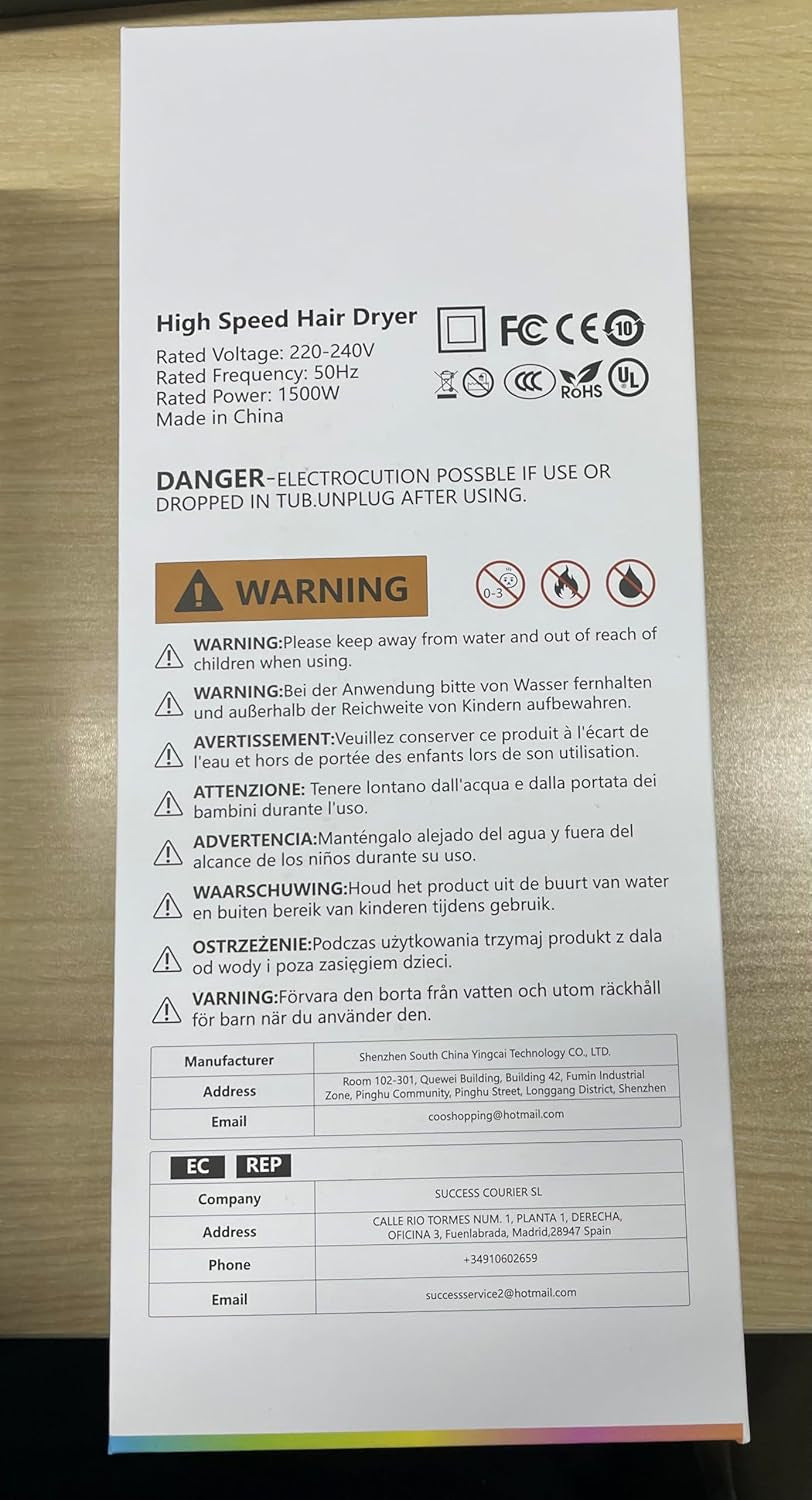 High Speed Hair Dryer
Rated Voltage: 220-240V
Rated Frequency: 50Hz
Rated Power: 1500W
Made in China
FC CE 10
CCC RoHS UL
DANGER-ELECTROCUTION POSSBLE IF USE OR
DROPPED IN TUB.UNPLUG AFTER USING.
WARNING
0-3
WARNING:Please keep away from water and out of reach of
children when using.
WARNING:Bei der Anwendung bitte von Wasser fernhalten
und außerhalb der Reichweite von Kindern aufbewahren.
AVERTISSEMENT:Veuillez conserver ce produit à l'écart de
l'eau et hors de portée des enfants lors de son utilisation.
ATTENZIONE: Tenere lontano dall'acqua e dalla portata dei
bambini durante l'uso.
ADVERTENCIA:Manténgalo alejado del agua y fuera del
alcance de los niños durante su uso.
WAARSCHUWING:Houd het product uit de buurt van water
en buiten bereik van kinderen tijdens gebruik.
OSTRZEŻENIE:Podczas użytkowania trzymaj produkt z dala
od wody i poza zasięgiem dzieci.
VARNING:Förvara den borta från vatten och utom räckhåll
för barn när du använder den.
Manufacturer Shenzhen South China Yingcai Technology CO., LTD.
Address Room 102-301, Quewei Building, Building 42, Fumin Industrial
Zone, Pinghu Community, Pinghu Street, Longgang District, Shenzhen
Email cooshopping@hotmail.com
EC REP
Company SUCCESS COURIER SL
Address CALLE RIO TORMES NUM. 1, PLANTA 1, DERECHA,
OFICINA 3, Fuenlabrada, Madrid,28947 Spain
Phone +34910602659
Email successservice2@hotmail.com